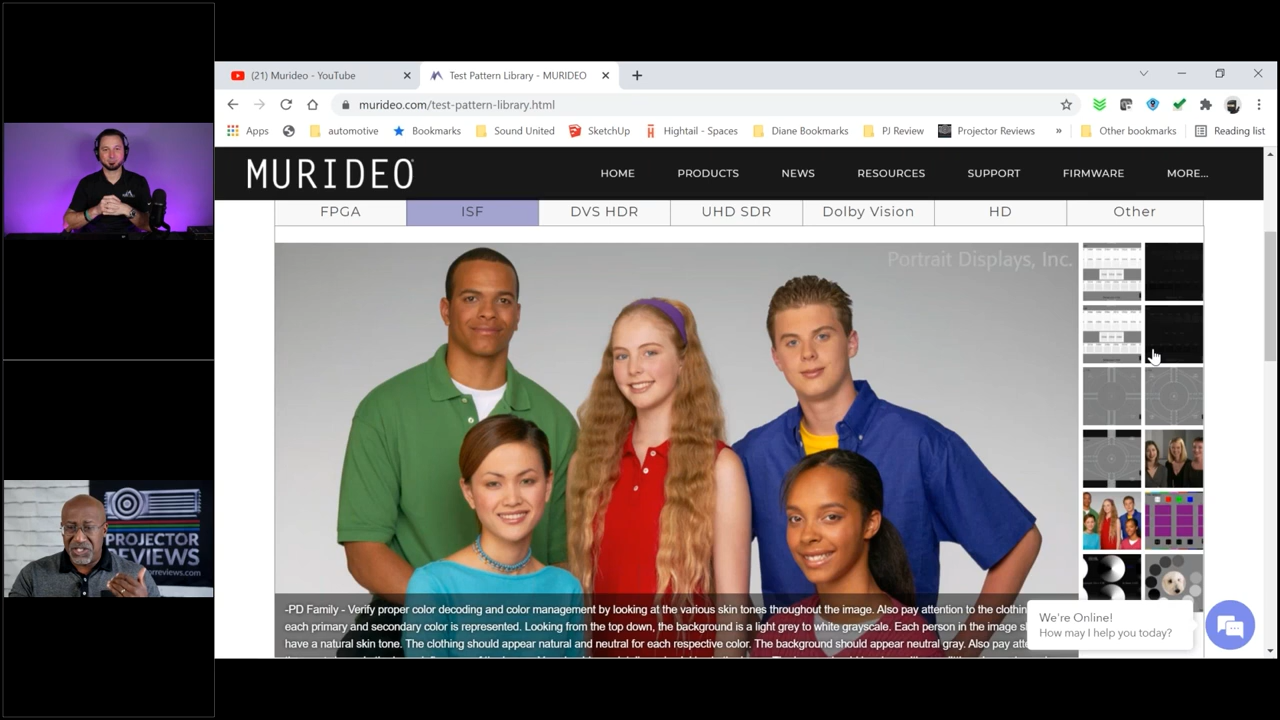 (21) Murideo - YouTube
Test Pattern Library - MURIDEO
murideo.com/test-pattern-library.html
Apps
automotive
Bookmarks
Sound United
SketchUp
Hightail - Spaces
Diane Bookmarks
PJ Review
Projector Reviews
»
Other bookmarks
Reading list
MURIDEO
HOME
PRODUCTS
NEWS
RESOURCES
SUPPORT
FIRMWARE
MORE...
FPGA
ISF
DVS HDR
UHD SDR
Dolby Vision
HD
Other
Portrait Displays, Inc.
-PD Family - Verify proper color decoding and color management by looking at the various skin tones throughout the image. Also pay attention to the clothin
each primary and secondary color is represented. Looking from the top down, the background is a light grey to white grayscale. Each person in the image s
have a natural skin tone. The clothing should appear natural and neutral for each respective color. The background should appear neutral gray. Also pay atte
We're Online!
How may I help you today?
PROJECTOR
REVIEWS
orreviews.com